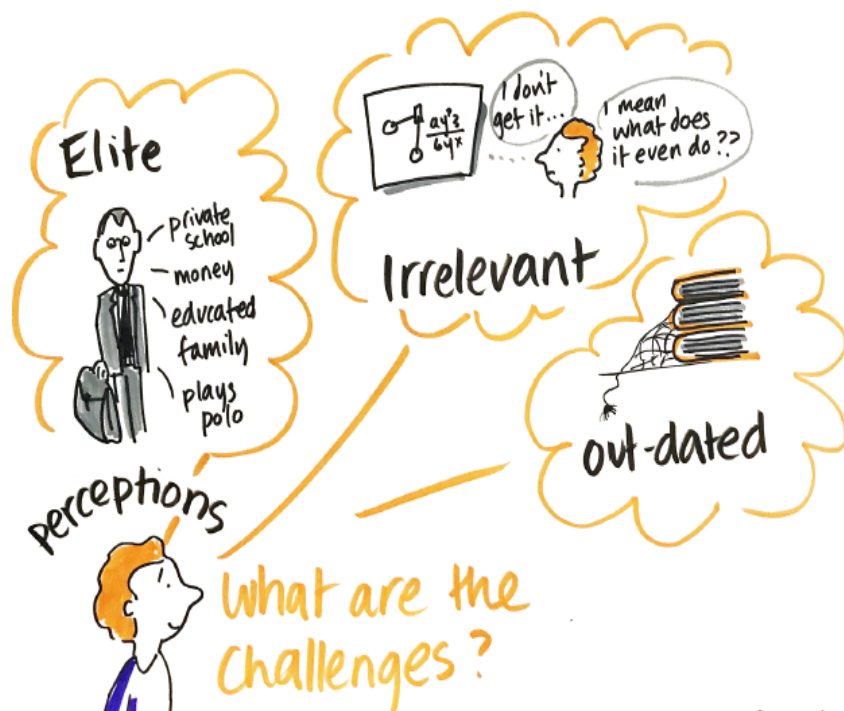 Elite
private
school
money
educated
family
plays
polo
I don't
get it...
I mean
what does
it even do??
Irrelevant
out-dated
perceptions
What are the
challenges?